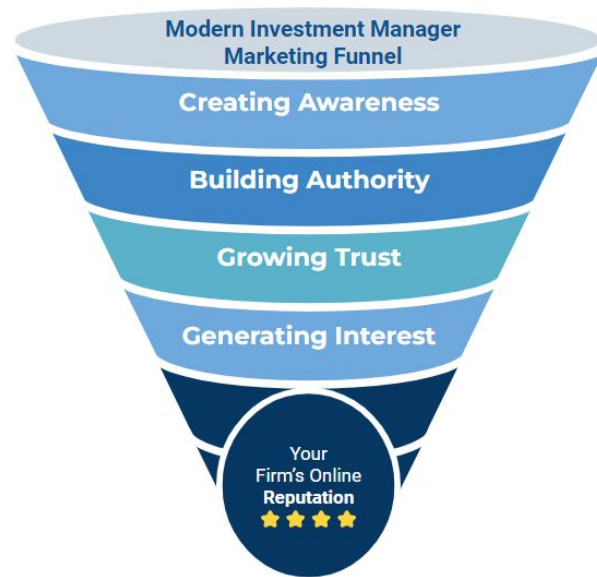 Modern Investment Manager
Marketing Funnel
Creating Awareness
Building Authority
Growing Trust
Generating Interest
Your
Firm's Online
Reputation